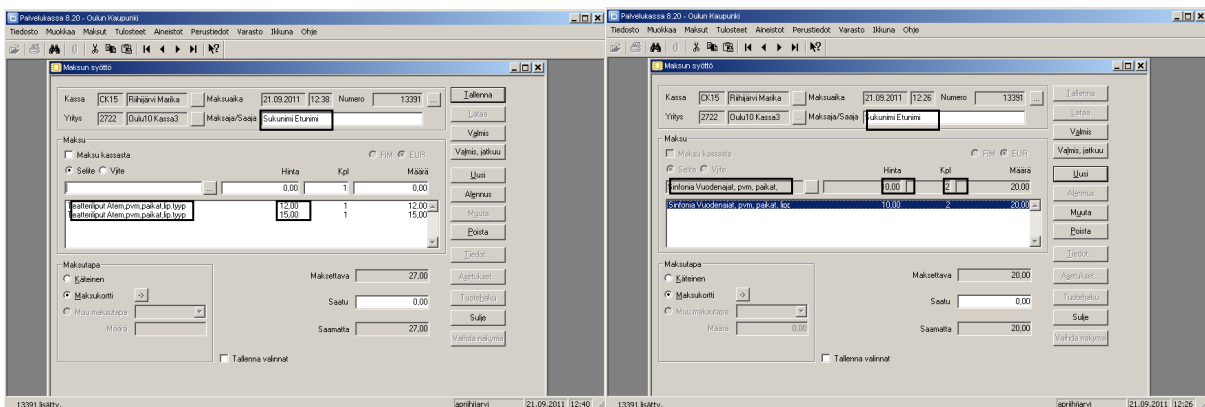 Palvelukassa 8.20 - Oulun Kaupunki
Tiedosto Muokkaa Maksut Tulosteet Aineistot Perustiedot Varasto Ikkuna Ohje
Maksun syöttö
Kassa CK15 Riihijärvi Marika ... Maksuaika 21.09.2011 12:38 Numero 13391 ...
Yritys 2722 Oulu10 Kassa3 ... Maksaja/Saaja Sukunimi Etunimi
Maksu
Maksu kassasta FIM EUR
Selite Viite Hinta Kpl Määrä
... 0,00 1 0,00
Teatteriliput Atem,pvm,paikat,lip.tyyp 12,00 1 12,00
Teatteriliput Atem,pvm,paikat,lip.tyyp 15,00 1 15,00
Maksutapa
Käteinen
Maksukortti ->
Muu maksutapa
Määrä
Maksettava 27,00
Saatu 0,00
Saamatta 27,00
Tallenna valinnat
Tallenna
Lataa
Valmis
Valmis, jatkuu
Uusi
Alennus
Muuta
Poista
Tiedot...
Asetukset...
Tuotehaku
Sulje
Vaihda näkymä
13391 lisätty.
apriihijarvi 21.09.2011 12:40
Palvelukassa 8.20 - Oulun Kaupunki
Tiedosto Muokkaa Maksut Tulosteet Aineistot Perustiedot Varasto Ikkuna Ohje
Maksun syöttö
Kassa CK15 Riihijärvi Marika ... Maksuaika 21.09.2011 12:26 Numero 13391 ...
Yritys 2722 Oulu10 Kassa3 ... Maksaja/Saaja Sukunimi Etunimi
Maksu
Maksu kassasta FIM EUR
Selite Viite Hinta Kpl Määrä
Sinfonia Vuodenajat, pvm, paikat, ... 0,00 2 20,00
Sinfonia Vuodenajat, pvm, paikat, 10,00 2 20,00
Maksutapa
Käteinen
Maksukortti ->
Muu maksutapa
Määrä 0,00
Maksettava 20,00
Saatu 0,00
Saamatta 20,00
Tallenna valinnat
Tallenna
Lataa
Valmis
Valmis, jatkuu
Uusi
Alennus
Muuta
Poista
Tiedot...
Asetukset...
Tuotehaku
Sulje
Vaihda näkymä
13391 lisätty.
apriihijarvi 21.09.2011 12:26